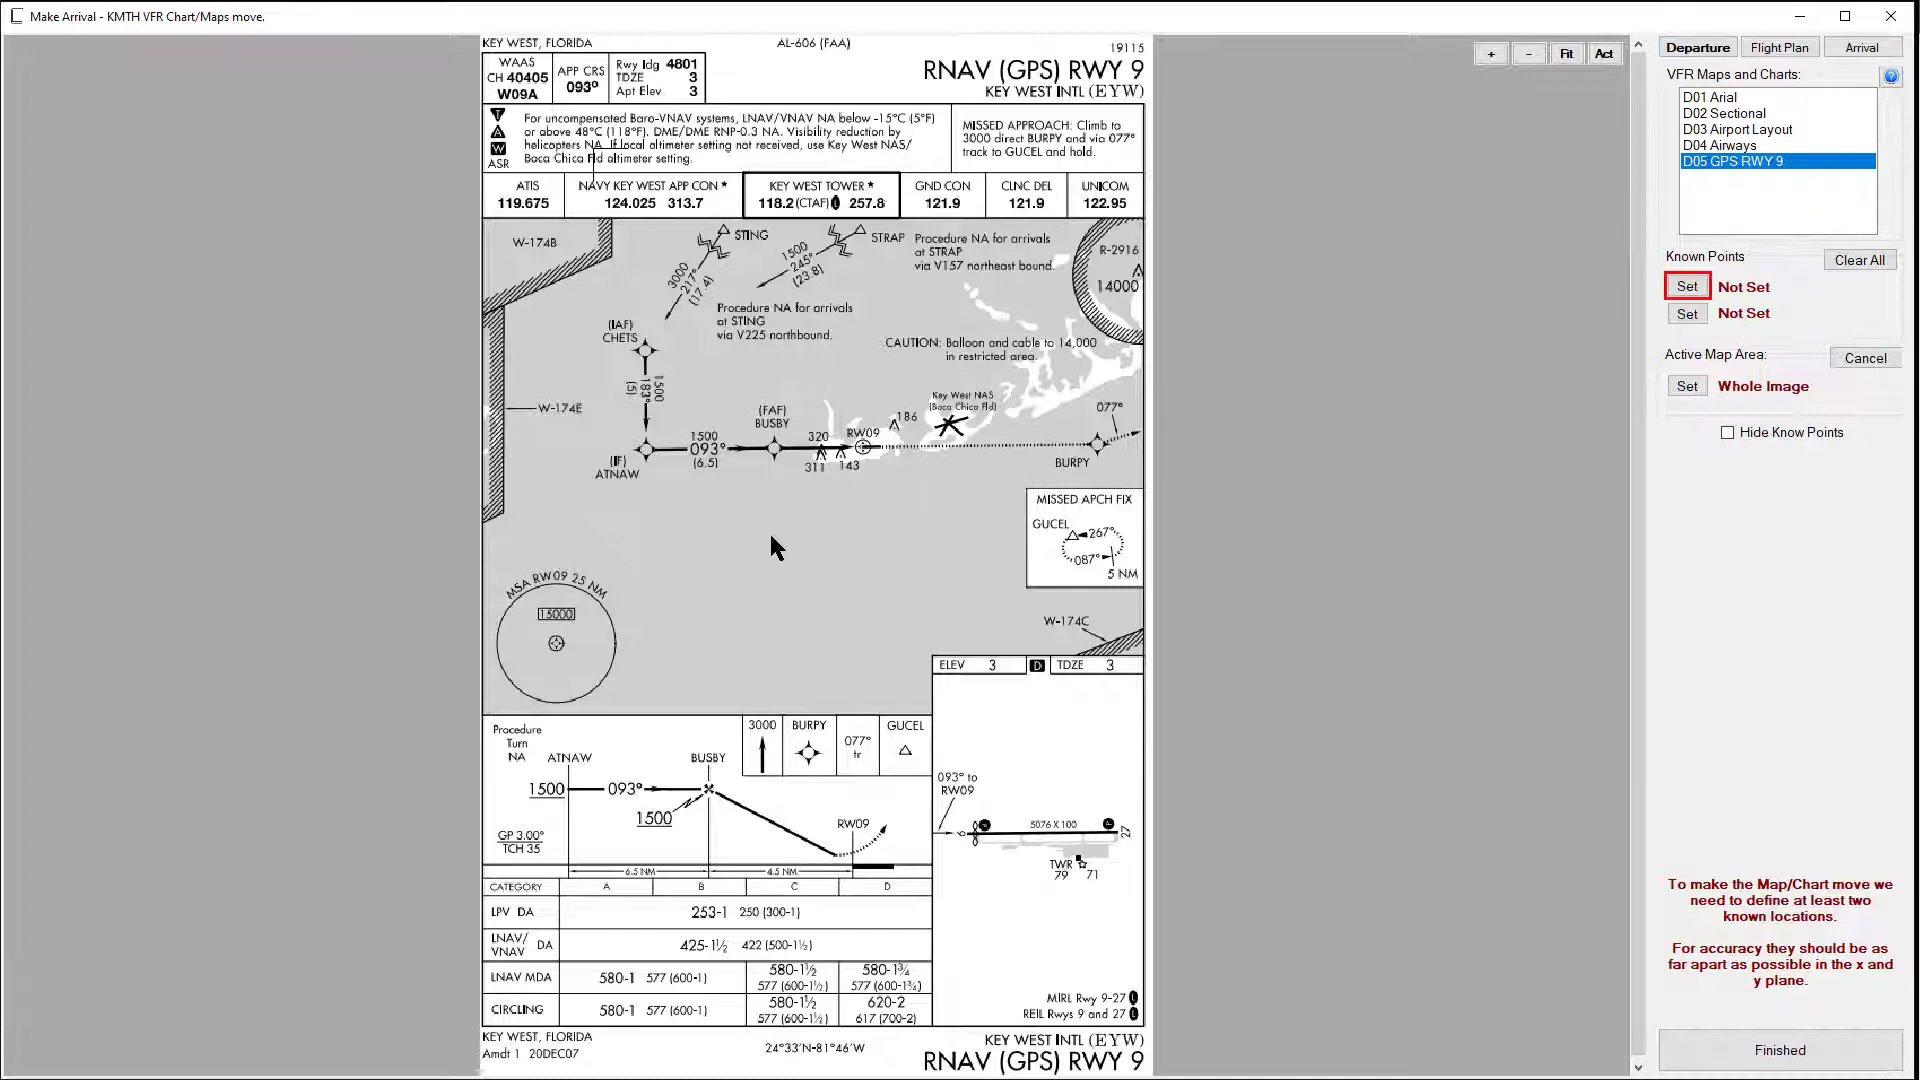 Make Arrival - KMTH VFR Chart/Maps move.
KEY WEST, FLORIDA
AL-606 (FAA)
19115
WAAS
CH 40405
W09A
APP CRS
093°
Rwy ldg 4801
TDZE 3
Apt Elev 3
RNAV (GPS) RWY 9
KEY WEST INTL (EYW)
T
A
W
ASR
For uncompensated Baro-VNAV systems, LNAV/VNAV NA below -15°C (5°F)
or above 48°C (118°F). DME/DME RNP-0.3 NA. Visibility reduction by
helicopters NA. If local altimeter setting not received, use Key West NAS/
Boca Chica Fld altimeter setting.
MISSED APPROACH: Climb to
3000 direct BURPY and via 077°
track to GUCEL and hold.
ATIS
119.675
NAVY KEY WEST APP CON ★
124.025 313.7
KEY WEST TOWER ★
118.2 (CTAF) L 257.8
GND CON
121.9
CLNC DEL
121.9
UNICOM
122.95
W-174B
STING
3000
217°
(17.4)
STRAP
1500
245°
(23.8)
Procedure NA for arrivals
at STRAP
via V157 northeast bound.
R-2916
14000
Procedure NA for arrivals
at STING
via V225 northbound.
(IAF)
CHETS
1500
183°
(5)
CAUTION: Balloon and cable to 14,000
in restricted area.
W-174E
Key West NAS
(Boca Chica Fld)
(FAF)
BUSBY
186
077°
1500
093°
(6.5)
320
RW09
311
143
(IF)
ATNAW
BURPY
MISSED APCH FIX
GUCEL
267°
087°
5 NM
MSA RW09 25 NM
15000
W-174C
ELEV 3
D
TDZE 3
Procedure
Turn
NA
ATNAW
BUSBY
3000
BURPY
077°
tr
GUCEL
1500
093°
1500
RW09
GP 3.00°
TCH 35
6.5 NM
4.5 NM
093° to
RW09
9
5076 X 100
27
TWR
79
71
CATEGORY A B C D
LPV DA 253-1 250 (300-1)
LNAV/
VNAV DA 425-1½ 422 (500-1½)
LNAV MDA 580-1 577 (600-1) 580-1½
577 (600-1½) 580-1¾
577 (600-1¾)
CIRCLING 580-1 577 (600-1) 580-1½
577 (600-1½) 620-2
617 (700-2)
MIRL Rwy 9-27 L
REIL Rwys 9 and 27 L
KEY WEST, FLORIDA
Amdt 1 20DEC07
24°33'N-81°46'W
KEY WEST INTL (EYW)
RNAV (GPS) RWY 9
+
-
Fit
Act
Departure
Flight Plan
Arrival
VFR Maps and Charts:
?
D01 Arial
D02 Sectional
D03 Airport Layout
D04 Airways
D05 GPS RWY 9
Known Points
Clear All
Set Not Set
Set Not Set
Active Map Area:
Cancel
Set Whole Image
Hide Know Points
To make the Map/Chart move we
need to define at least two
known locations.
For accuracy they should be as
far apart as possible in the x and
y plane.
Finished